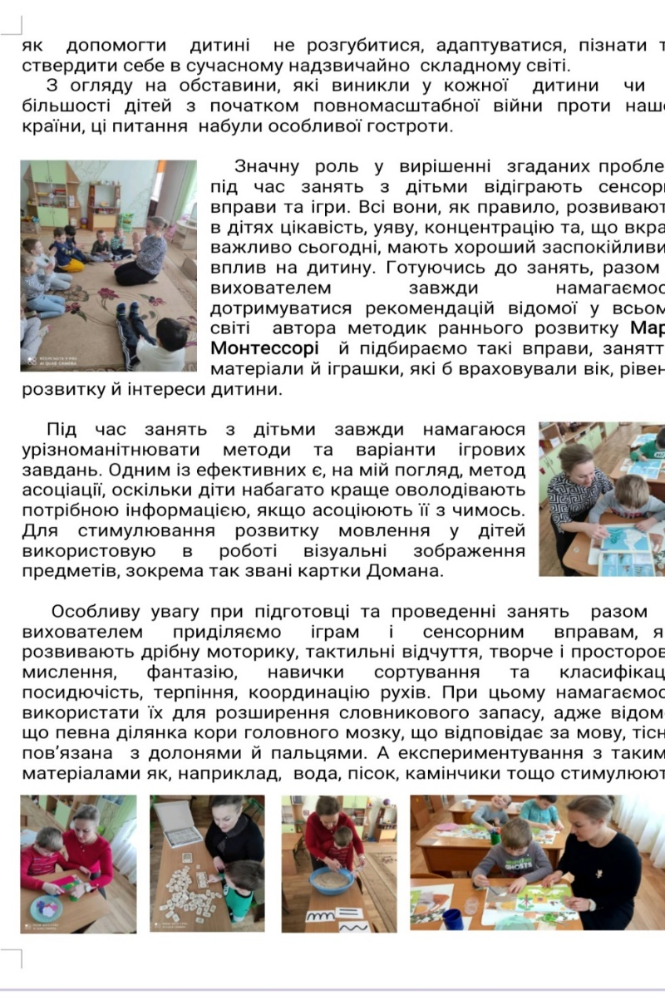 як допомогти дитині не розгубитися, адаптуватися, пізнати т
ствердити себе в сучасному надзвичайно складному світі.
З огляду на обставини, які виникли у кожної дитини чи
більшості дітей з початком повномасштабної війни проти наше
країни, ці питання набули особливої гостроти.
Значну роль у вирішенні згаданих пробле
під час занять з дітьми відіграють сенсорн
вправи та ігри. Всі вони, як правило, розвивают
в дітях цікавість, уяву, концентрацію та, що вкра
важливо сьогодні, мають хороший заспокійливи
вплив на дитину. Готуючись до занять, разом
вихователем завжди намагаємос
дотримуватися рекомендацій відомої у всьом
світі автора методик раннього розвитку Мар
Монтессорі й підбираємо такі вправи, занятт
матеріали й іграшки, які б враховували вік, рівен
розвитку й інтереси дитини.
Під час занять з дітьми завжди намагаюся
урізноманітнювати методи та варіанти ігрових
завдань. Одним із ефективних є, на мій погляд, метод
асоціації, оскільки діти набагато краще оволодівають
потрібною інформацією, якщо асоціюють її з чимось.
Для стимулювання розвитку мовлення у дітей
використовую в роботі візуальні зображення
предметів, зокрема так звані картки Домана.
Особливу увагу при підготовці та проведенні занять разом
вихователем приділяємо іграм і сенсорним вправам, я
розвивають дрібну моторику, тактильні відчуття, творче і просторов
мислення, фантазію, навички сортування та класифікац
посидючість, терпіння, координацію рухів. При цьому намагаємос
використати їх для розширення словникового запасу, адже відом
що певна ділянка кори головного мозку, що відповідає за мову, тісн
пов’язана з долонями й пальцями. А експериментування з таким
матеріалами як, наприклад, вода, пісок, камінчики тощо стимулюют
GHOSTS